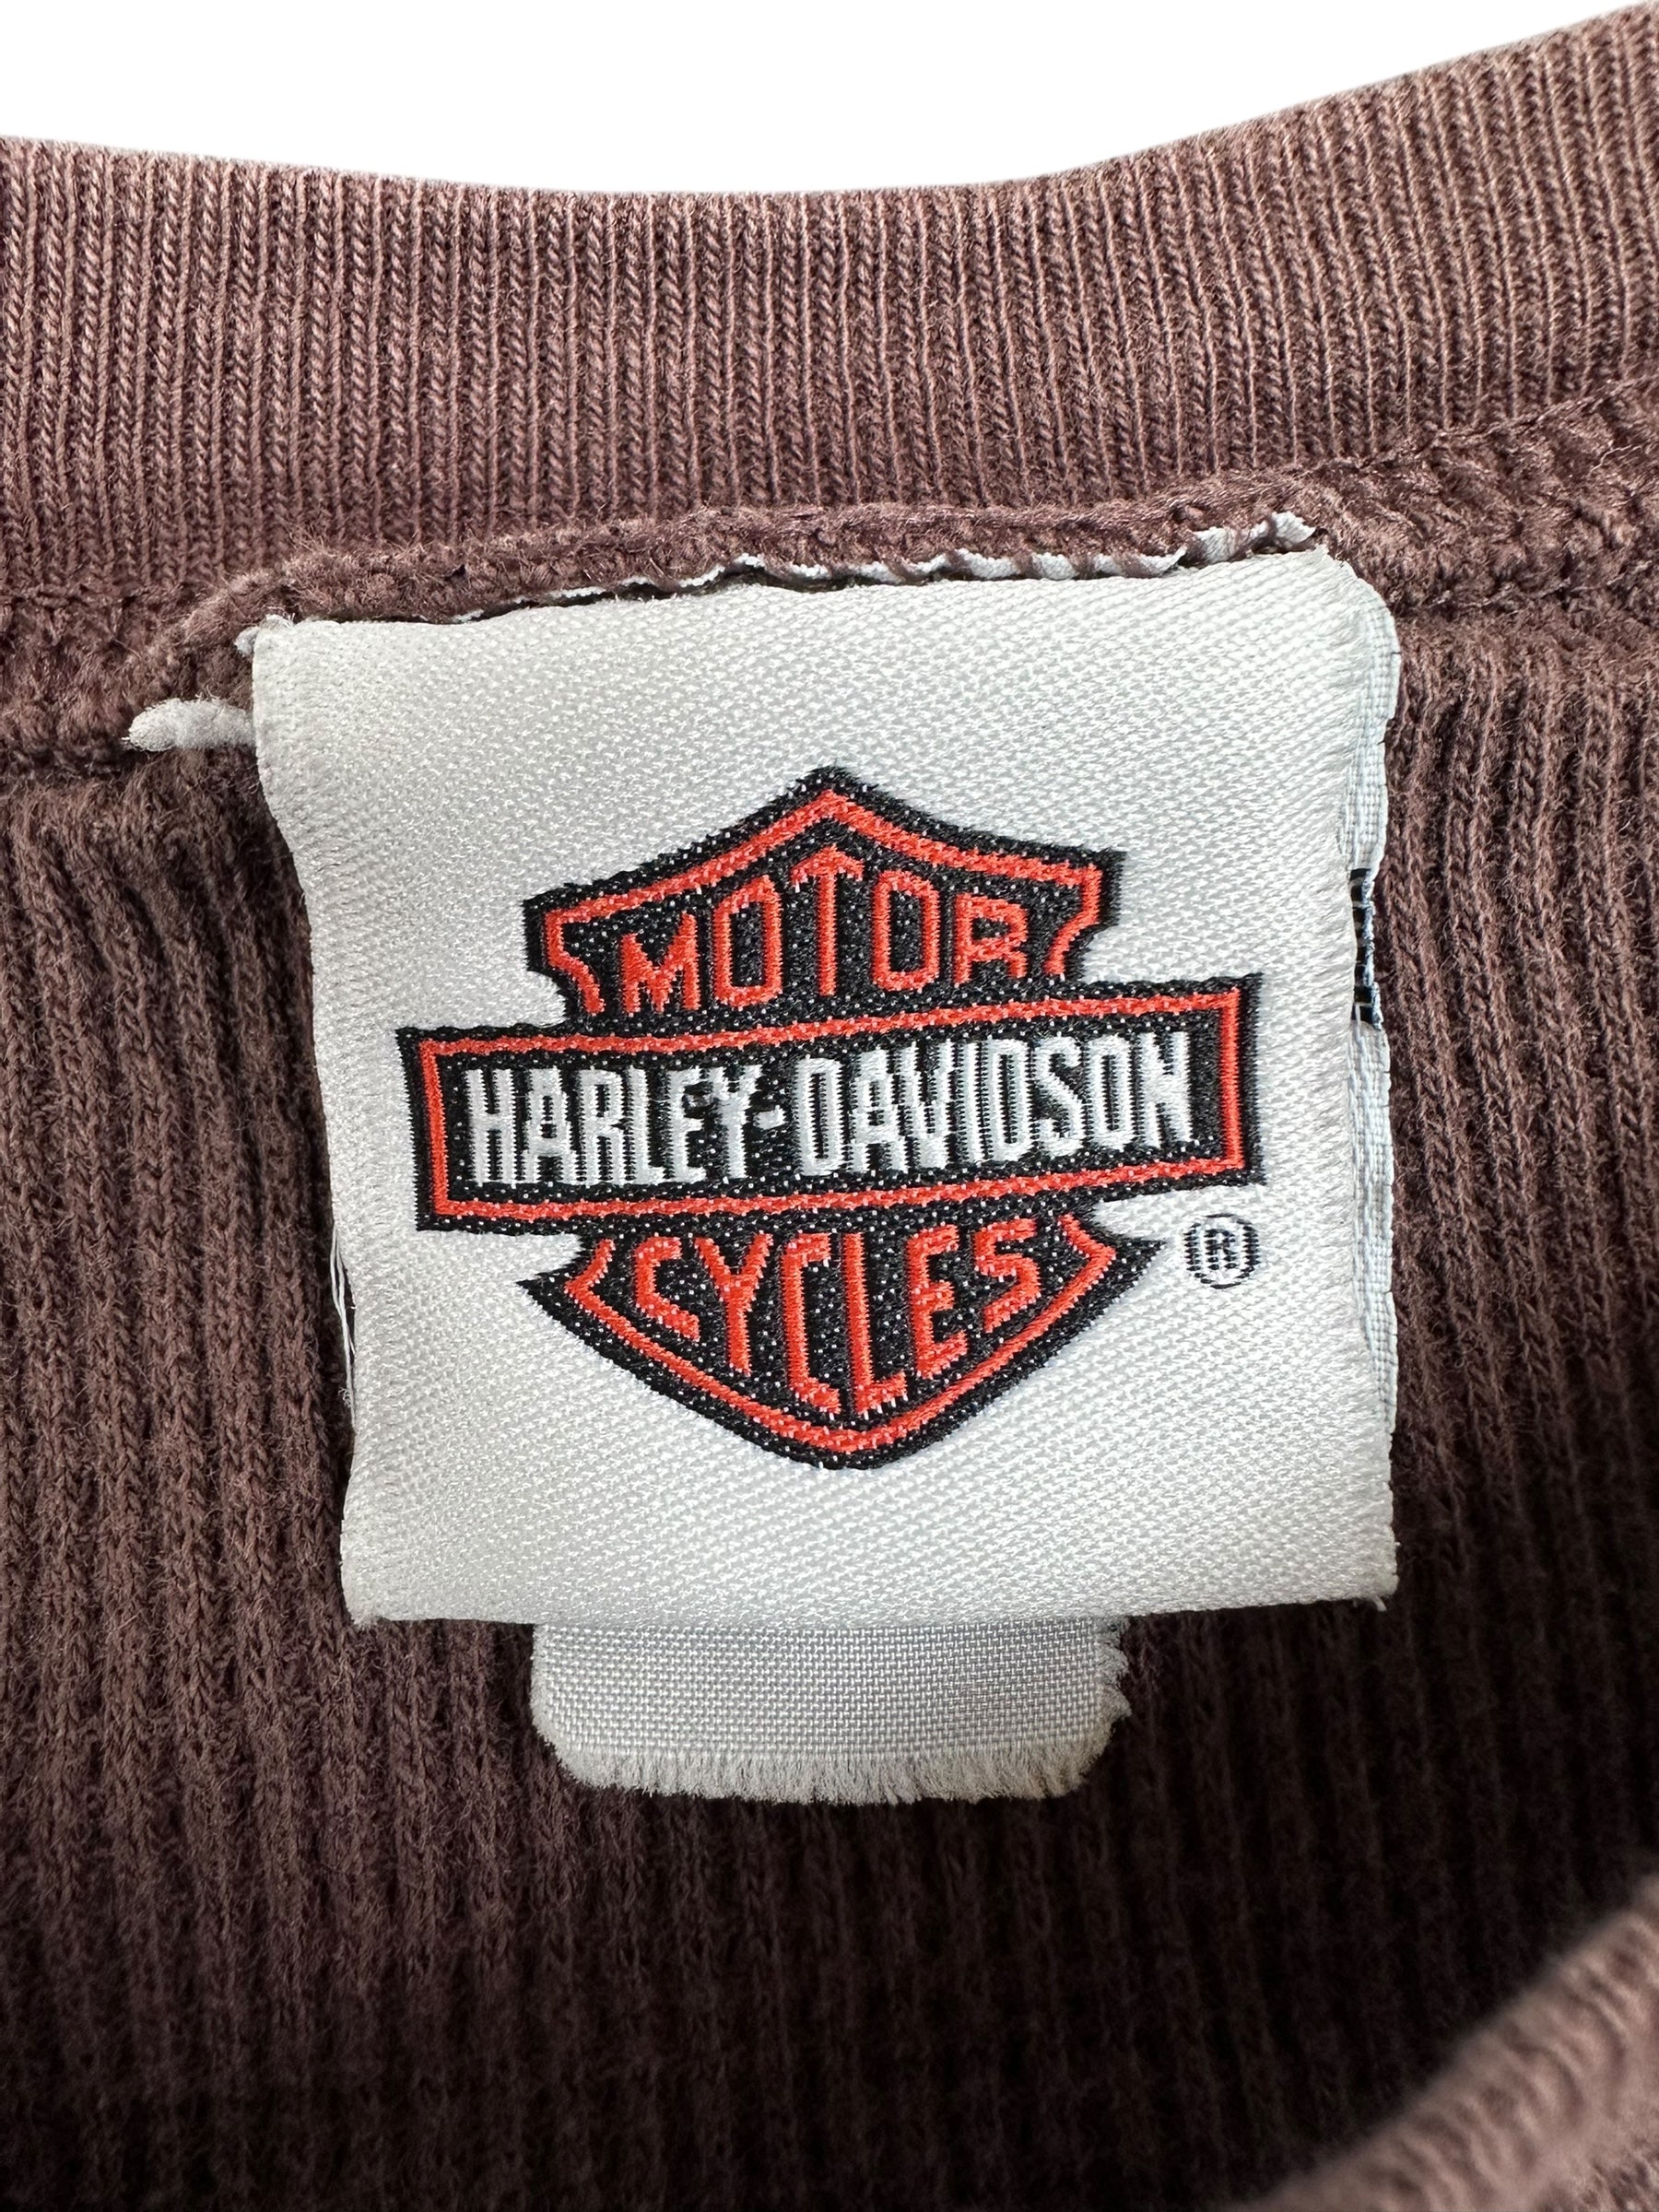 MOTOR
HARLEY-DAVIDSON
CYCLES
®